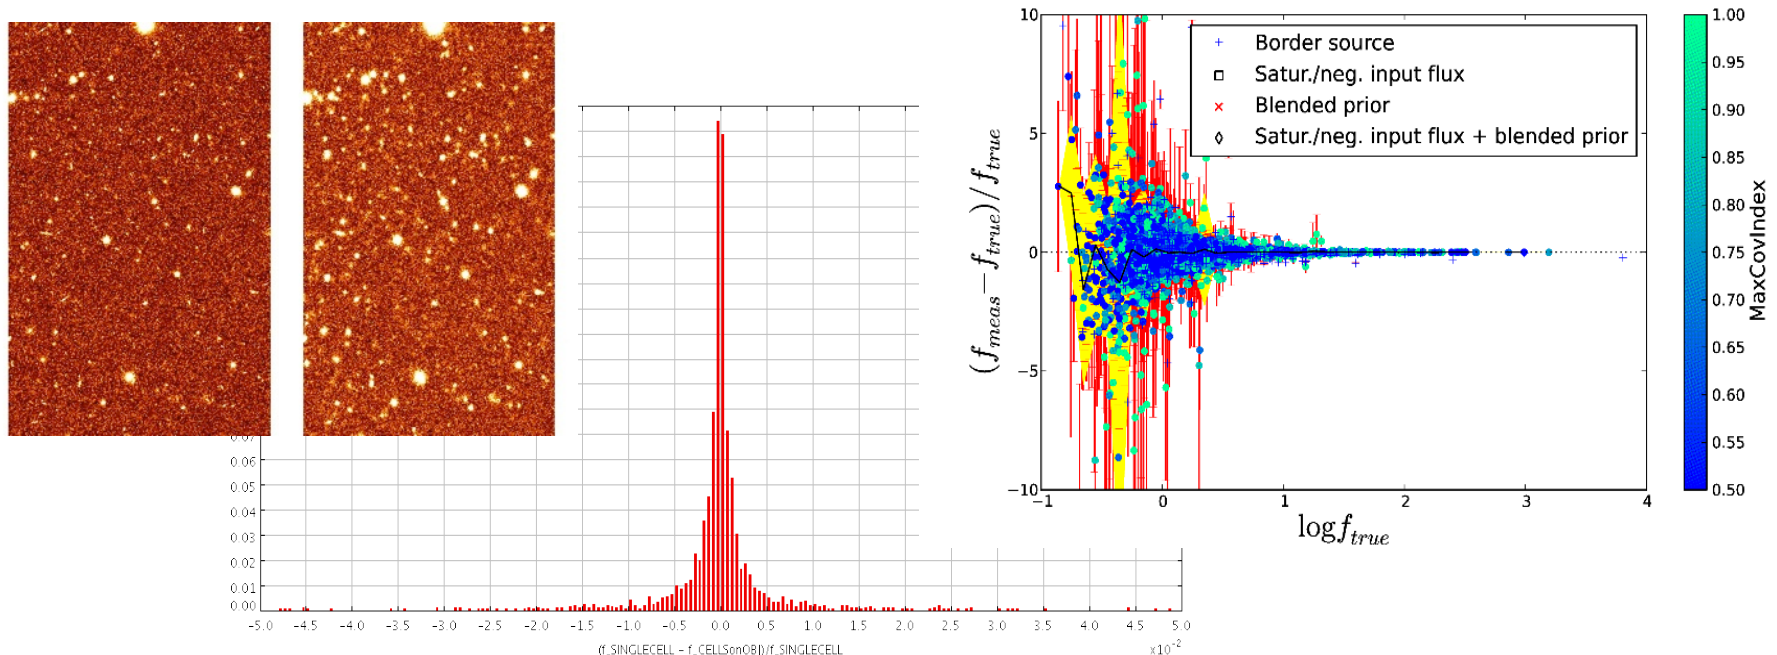 10
5
0
−5
−10
−1
0
1
2
3
4
(f_meas − f_true)/f_true
log f_true
Border source
Satur./neg. input flux
Blended prior
Satur./neg. input flux + blended prior
1.00
0.95
0.90
0.85
0.80
0.75
0.70
0.65
0.60
0.55
0.50
MaxCovIndex
0.06
0.05
0.04
0.03
0.02
0.01
0.00
-5.0 -4.5 -4.0 -3.5 -3.0 -2.5 -2.0 -1.5 -1.0 -0.5 0.0 0.5 1.0 1.5 2.0 2.5 3.0 3.5 4.0 4.5 5.0
(f_SINGLECELL - f_CELLSonOBJ)/f_SINGLECELL
x10⁻²